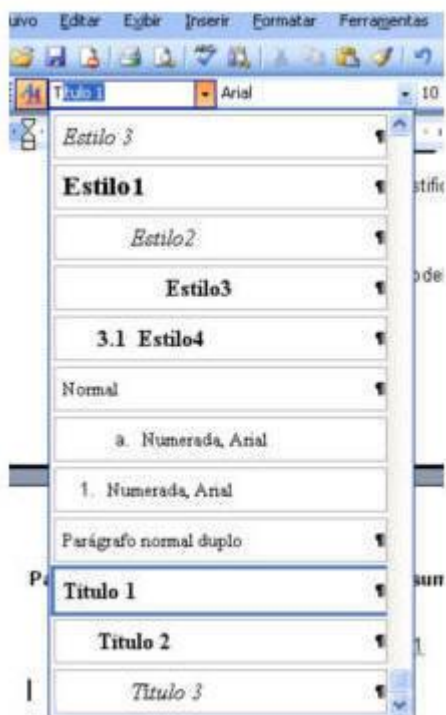 Editar Exibir Inserir Formatar Ferramentas
Título 1 Arial 10
Estilo 3 ¶
Estilo1 ¶
Estilo2 ¶
Estilo3 ¶
3.1 Estilo4 ¶
Normal ¶
a. Numerada, Arial
1. Numerada, Arial
Parágrafo normal duplo ¶
Título 1 ¶
Título 2 ¶
Título 3 ¶